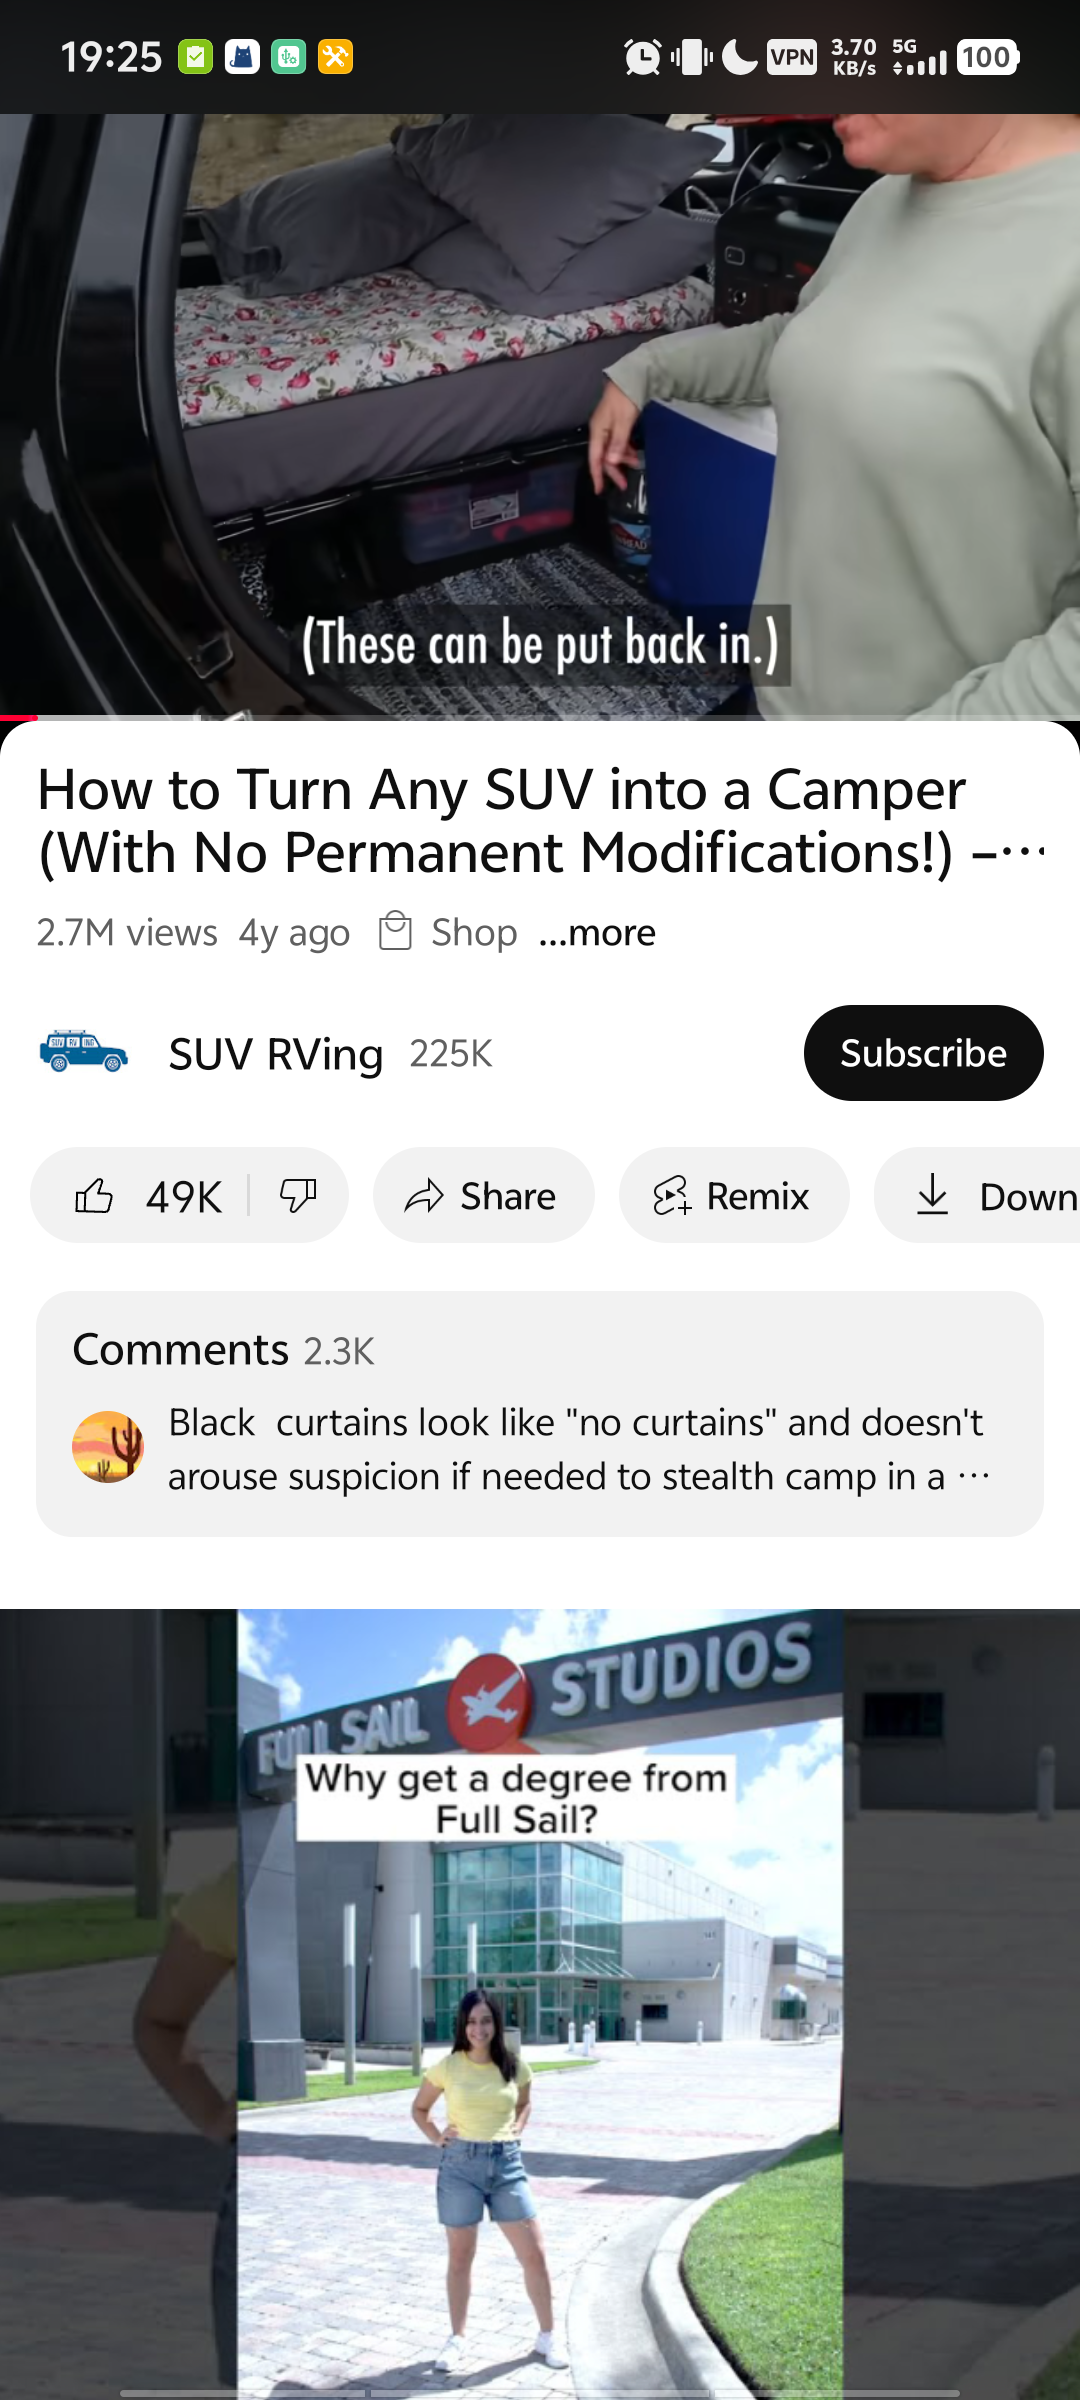 19:25
VPN
3.70
KB/s
5G
100
(These can be put back in.)
How to Turn Any SUV into a Camper
(With No Permanent Modifications!) –…
2.7M views 4y ago Shop ...more
SUV RVing 225K
Subscribe
49K
Share
Remix
Down
Comments 2.3K
Black curtains look like "no curtains" and doesn't
arouse suspicion if needed to stealth camp in a …
FULL SAIL STUDIOS
Why get a degree from
Full Sail?